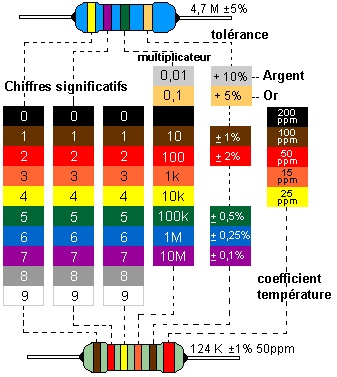 4,7 M ±5%
tolérance
multiplicateur
0,01 + 10% Argent
Chiffres significatifs 0,1 + 5% Or
0 0 0 200 ppm
1 1 1 10 ± 1% 100 ppm
2 2 2 100 ± 2% 50 ppm
3 3 3 1k 15 ppm
4 4 4 10k 25 ppm
5 5 5 100k ± 0,5%
6 6 6 1M ± 0,25%
7 7 7 10M ± 0,1%
8 8 8 coefficient
9 9 9 température
124 K ±1% 50ppm